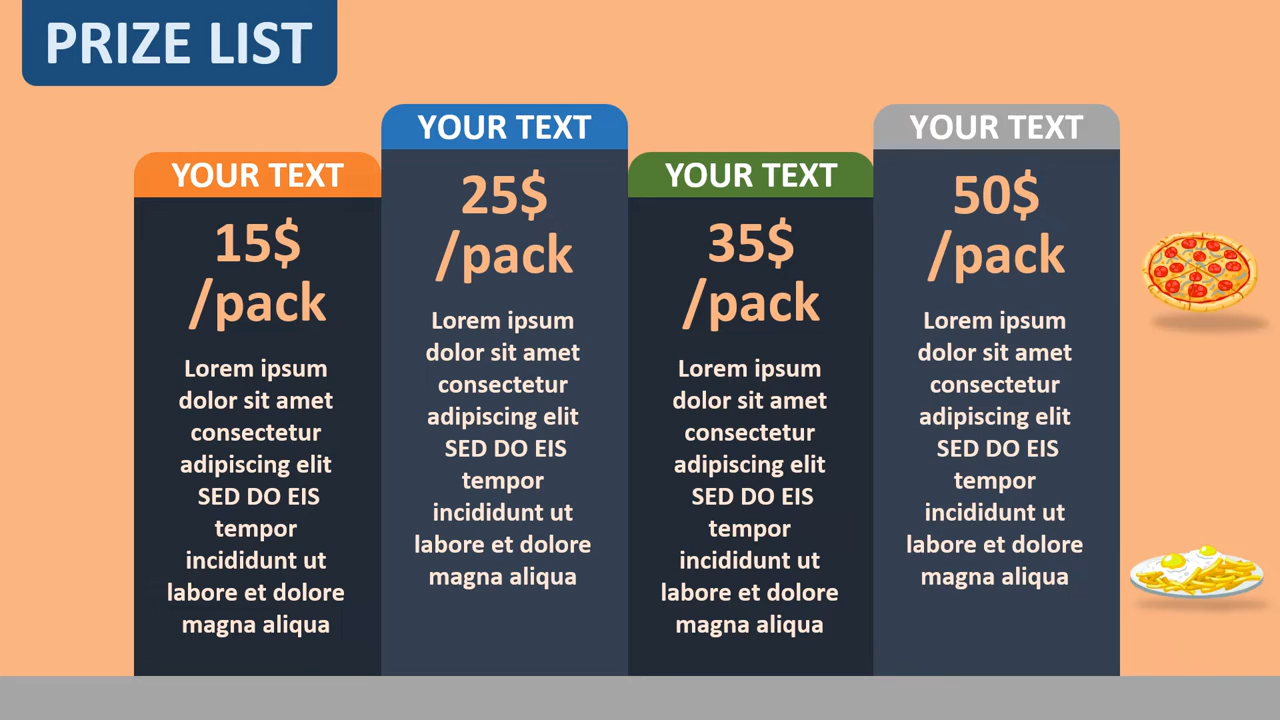 PRIZE LIST
YOUR TEXT
15$
/pack
Lorem ipsum
dolor sit amet
consectetur
adipiscing elit
SED DO EIS
tempor
incididunt ut
labore et dolore
magna aliqua
YOUR TEXT
25$
/pack
Lorem ipsum
dolor sit amet
consectetur
adipiscing elit
SED DO EIS
tempor
incididunt ut
labore et dolore
magna aliqua
YOUR TEXT
35$
/pack
Lorem ipsum
dolor sit amet
consectetur
adipiscing elit
SED DO EIS
tempor
incididunt ut
labore et dolore
magna aliqua
YOUR TEXT
50$
/pack
Lorem ipsum
dolor sit amet
consectetur
adipiscing elit
SED DO EIS
tempor
incididunt ut
labore et dolore
magna aliqua